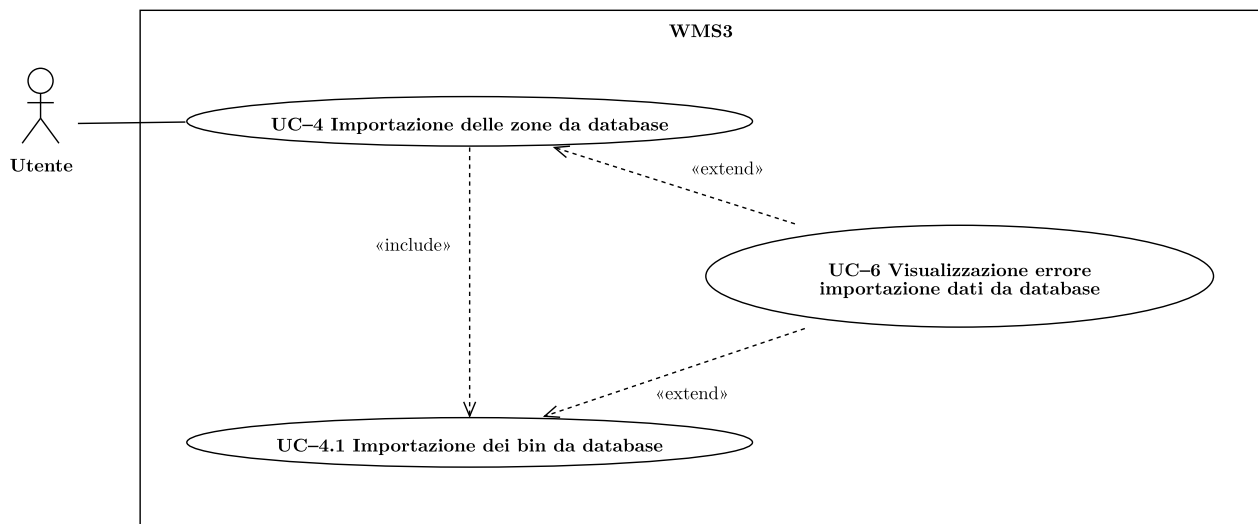 WMS3
UC–4 Importazione delle zone da database
Utente
«extend»
«include»
UC–6 Visualizzazione errore
importazione dati da database
«extend»
UC–4.1 Importazione dei bin da database